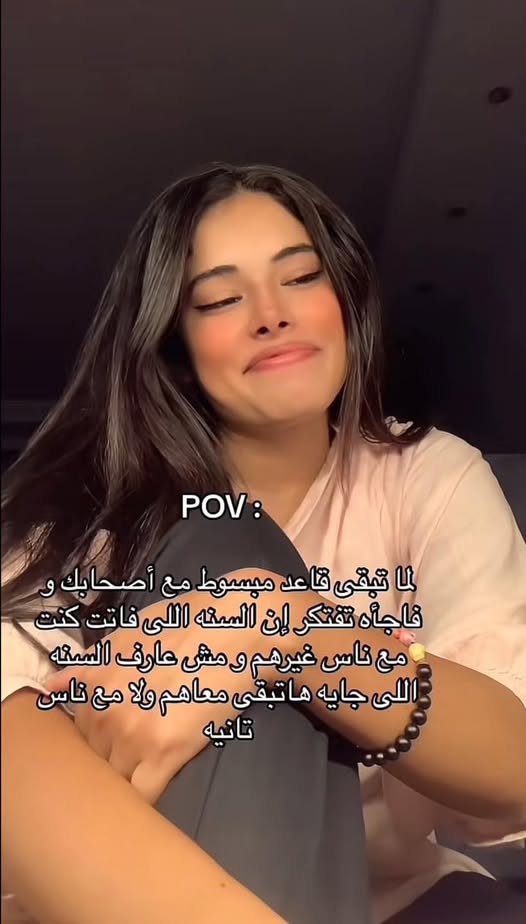 POV :
لما تبقى قاعد مبسوط مع أصحابك و
فاجأه تفتكر إن السنه اللى فاتت كنت
مع ناس غيرهم و مش عارف السنه
اللى جايه هاتبقى معاهم ولا مع ناس
تانيه